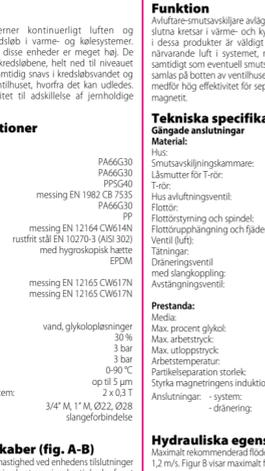 erner kontinuerligt luften og
edsløb i varme- og kølesystemer.
disse enheder er meget høj. De
kredsløbene, helt ned til niveauet
mtidig snavs i kredsløbsvandet og
ntilhuset, hvorfra det kan udledes.
itet til adskillelse af jernholdige
tioner
PA66G30
PA66G30
PPSG40
messing EN 1982 CB 753S
PA66G30
PP
messing EN 12164 CW614N
rustfrit stål EN 10270-3 (AISI 302)
med hygroskopisk hætte
EPDM
messing EN 12165 CW617N
messing EN 12165 CW617N
vand, glykolopløsninger
30 %
3 bar
3 bar
0-90 °C
op til 5 µm
tem: 2 x 0,3 T
3/4" M, 1" M, Ø22, Ø28
slangeforbindelse
kaber (fig. A-B)
mhastighed ved enhedens tilslutninger
Funktion
Avluftare-smutsavskiljare avläg
slutna kretsar i värme- och ky
i dessa produkter är väldigt
närvarande luft i systemet,
samtidigt som eventuell smuts
samlas på botten av ventilhuse
medför hög effektivitet för sep
magnetit.
Tekniska specifika
Gängade anslutningar
Material:
Hus:
Smutsavskiljningskammare:
Låsmutter för T-rör:
T-rör:
Hus avluftningsventil:
Flottör:
Flottörstyrning och spindel:
Flottörupphängning och fjäde
Ventil (luft):
Tätningar:
Dräneringsventil
med slangkoppling:
Avstängningsventil:
Prestanda:
Media:
Max. procent glykol:
Max. arbetstryck:
Max. utloppstryck:
Arbetstemperatur:
Partikelseparation storlek:
Styrka magnetringens induktio
Anslutningar: - system:
- dränering:
Hydrauliska egens
Maximalt rekommenderad flöde
1,2 m/s. Figur B visar maximalt f